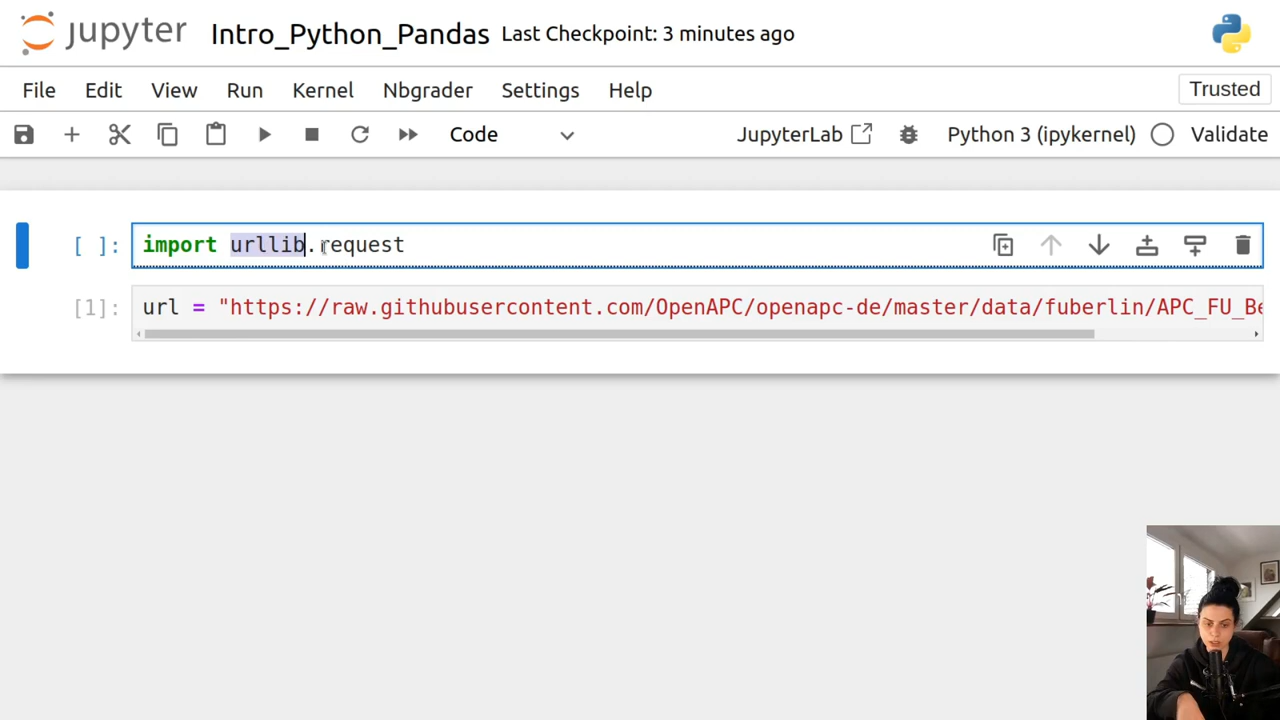 jupyter Intro_Python_Pandas Last Checkpoint: 3 minutes ago
File Edit View Run Kernel Nbgrader Settings Help Trusted
Code JupyterLab Python 3 (ipykernel) Validate
[ ]: import urllib.request
[1]: url = "https://raw.githubusercontent.com/OpenAPC/openapc-de/master/data/fuberlin/APC_FU_Be